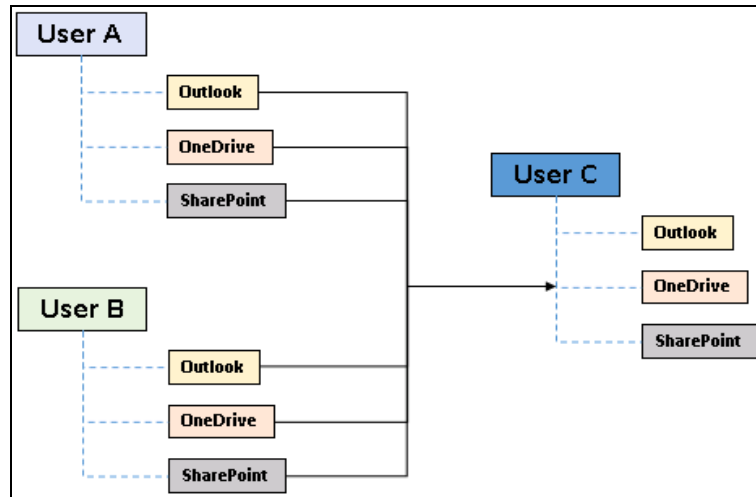 User A
Outlook
OneDrive
SharePoint
User B
Outlook
OneDrive
SharePoint
User C
Outlook
OneDrive
SharePoint